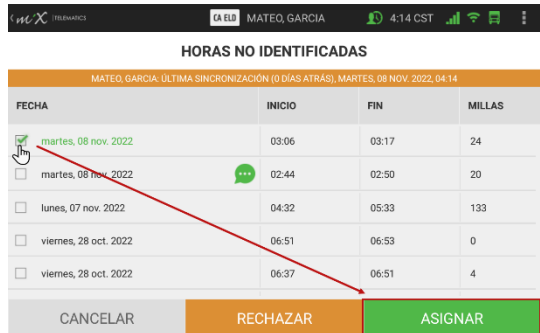 mX TELEMATICS CA ELD MATEO, GARCIA 4:14 CST
HORAS NO IDENTIFICADAS
MATEO, GARCIA: ÚLTIMA SINCRONIZACIÓN (0 DÍAS ATRÁS), MARTES, 08 NOV. 2022, 04:14
FECHA INICIO FIN MILLAS
martes, 08 nov. 2022 03:06 03:17 24
martes, 08 nov. 2022 02:44 02:50 20
lunes, 07 nov. 2022 04:32 05:33 133
viernes, 28 oct. 2022 06:51 06:53 0
viernes, 28 oct. 2022 06:37 06:51 4
CANCELAR RECHAZAR ASIGNAR